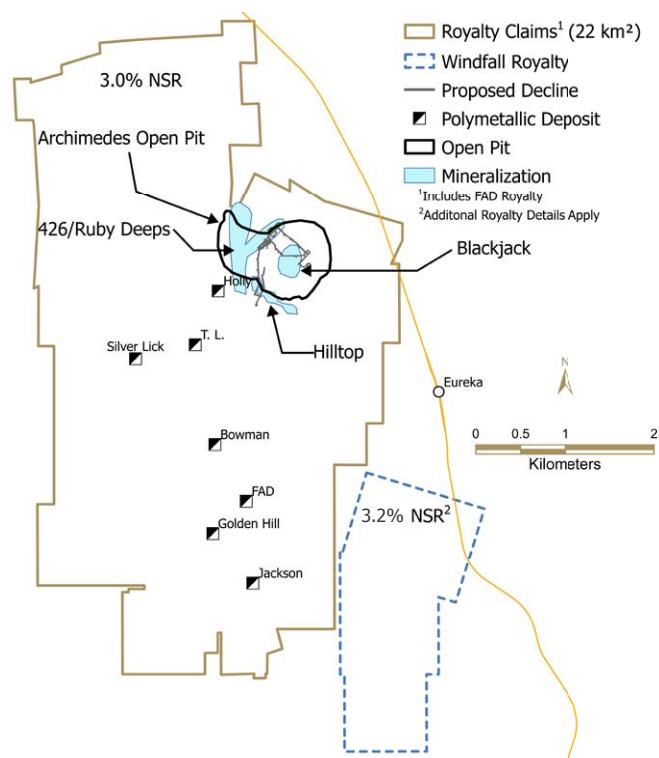 Royalty Claims¹ (22 km²)
Windfall Royalty
Proposed Decline
Polymetallic Deposit
Open Pit
Mineralization
¹Includes FAD Royalty
²Additonal Royalty Details Apply
3.0% NSR
Archimedes Open Pit
426/Ruby Deeps
Blackjack
Holly
Hilltop
T. L.
Silver Lick
Eureka
N
0 0.5 1 2
Kilometers
Bowman
FAD
Golden Hill
Jackson
3.2% NSR²